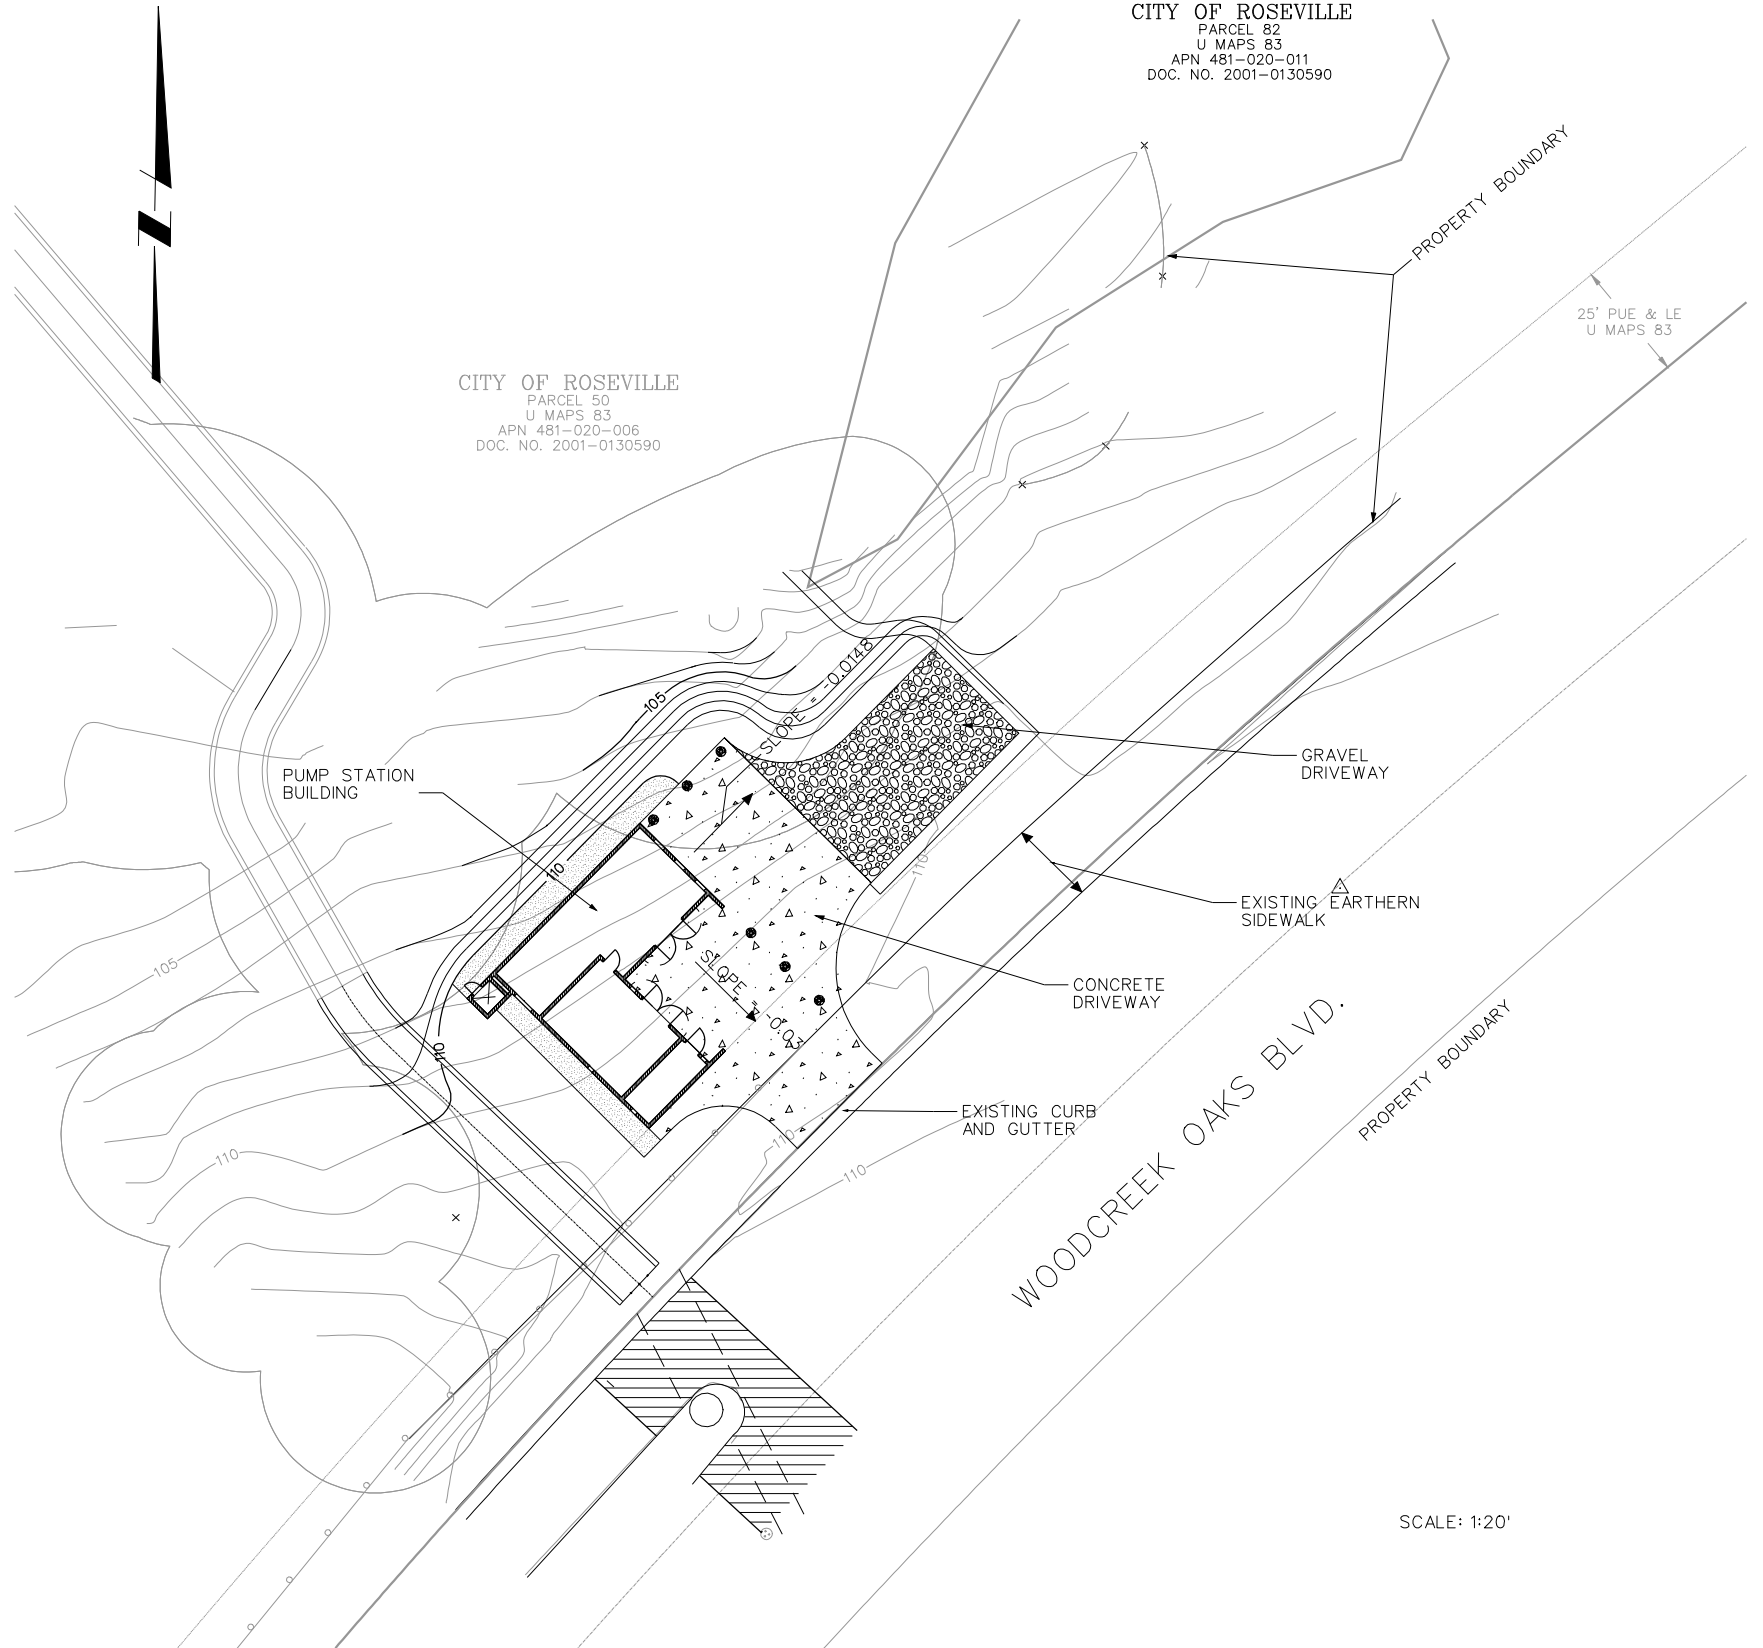 CITY OF ROSEVILLE
PARCEL 82
U MAPS 83
APN 481-020-011
DOC. NO. 2001-0130590
PROPERTY BOUNDARY
N
25' PUE & LE
U MAPS 83
CITY OF ROSEVILLE
PARCEL 50
U MAPS 83
APN 481-020-006
DOC. NO. 2001-0130590
SLOPE = -0.0148
105
GRAVEL
DRIVEWAY
PUMP STATION
BUILDING
110
110
EXISTING EARTHERN
SIDEWALK
SLOPE = -0.03
105
CONCRETE
DRIVEWAY
WOODCREEK OAKS BLVD.
PROPERTY BOUNDARY
110
EXISTING CURB
AND GUTTER
110
110
110
SCALE: 1:20'